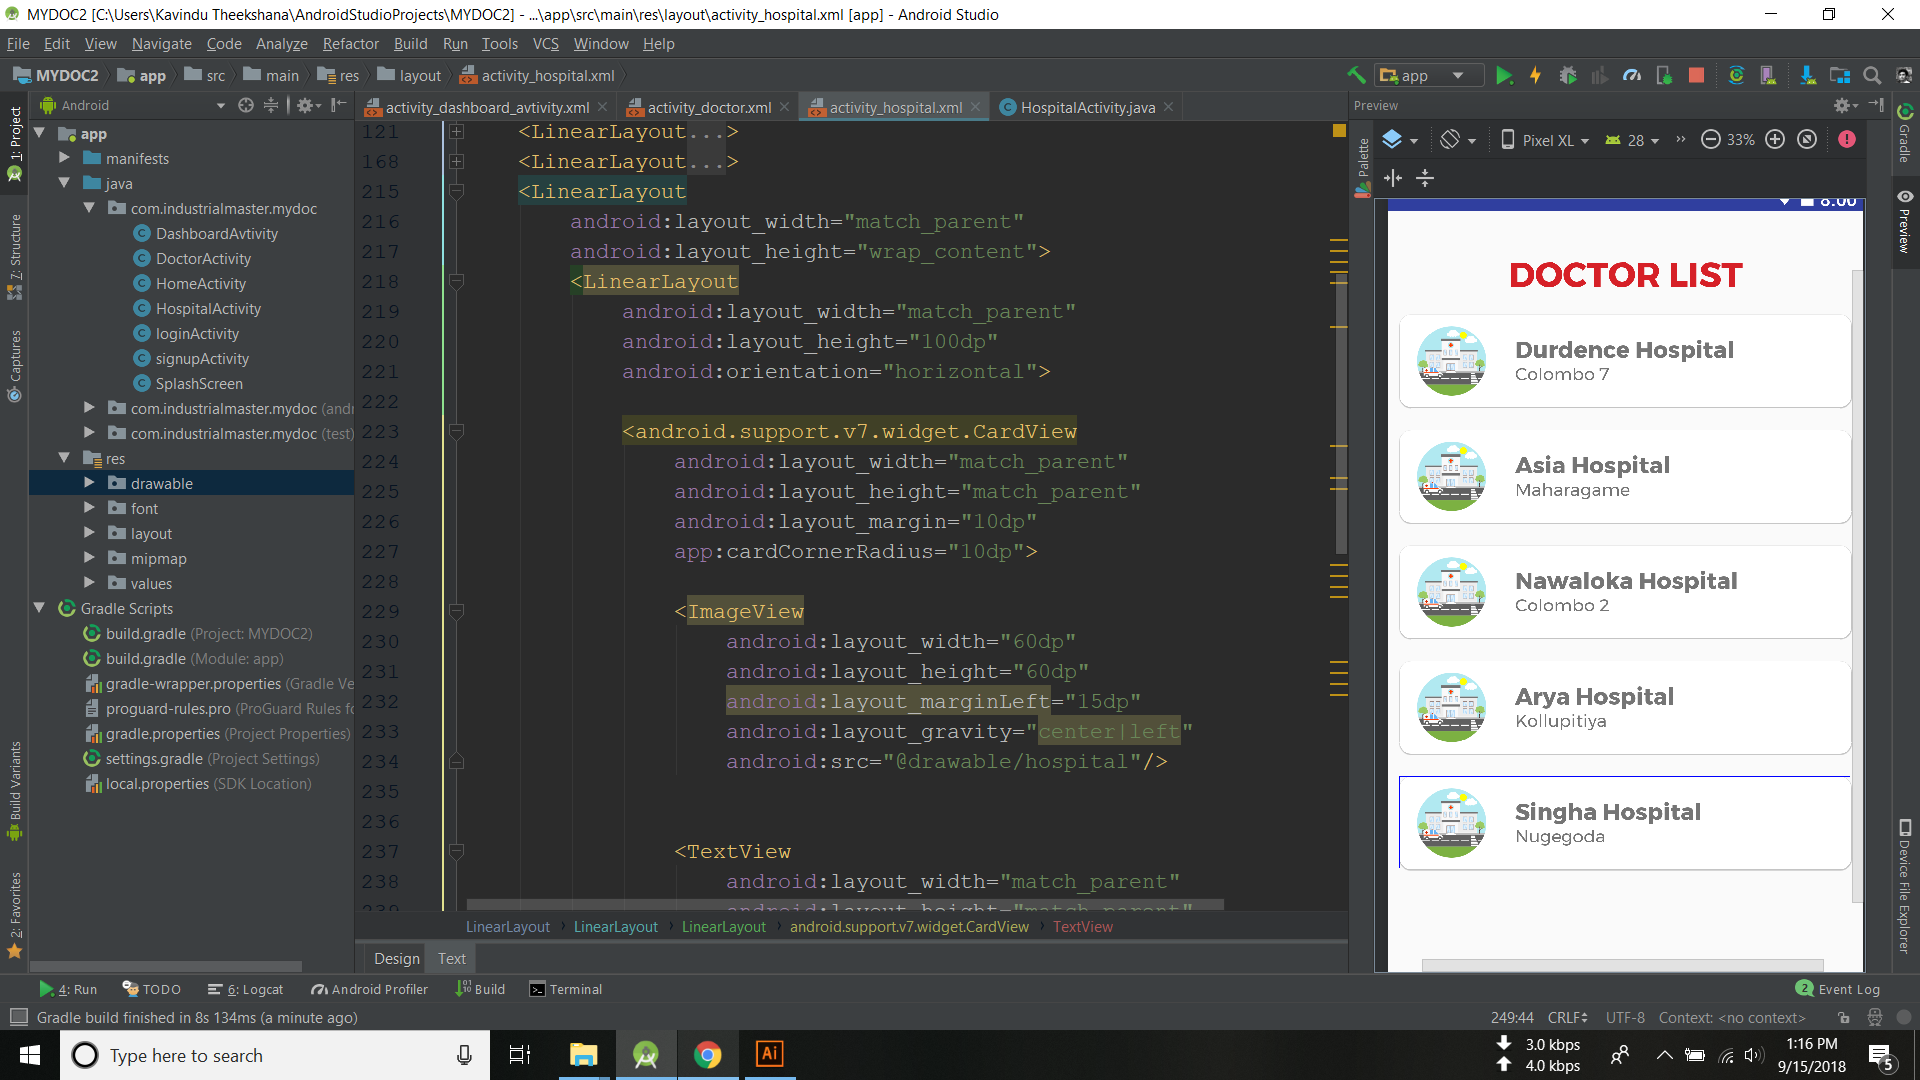 MYDOC2 [C:\Users\Kavindu Theekshana\AndroidStudioProjects\MYDOC2] - ...\app\src\main\res\layout\activity_hospital.xml [app] - Android Studio
File Edit View Navigate Code Analyze Refactor Build Run Tools VCS Window Help
MYDOC2 app src main res layout activity_hospital.xml
app
Android
activity_dashboard_avtivity.xml
activity_doctor.xml
activity_hospital.xml
HospitalActivity.java
Preview
1: Project
7: Structure
Captures
Build Variants
2: Favorites
app
manifests
java
com.industrialmaster.mydoc
DashboardAvtivity
DoctorActivity
HomeActivity
HospitalActivity
loginActivity
signupActivity
SplashScreen
com.industrialmaster.mydoc (andr
com.industrialmaster.mydoc (test)
res
drawable
font
layout
mipmap
values
Gradle Scripts
build.gradle (Project: MYDOC2)
build.gradle (Module: app)
gradle-wrapper.properties (Gradle Ve
proguard-rules.pro (ProGuard Rules fo
gradle.properties (Project Properties)
settings.gradle (Project Settings)
local.properties (SDK Location)
121 <LinearLayout...>
168 <LinearLayout...>
215 <LinearLayout
216 android:layout_width="match_parent"
217 android:layout_height="wrap_content">
218 <LinearLayout
219 android:layout_width="match_parent"
220 android:layout_height="100dp"
221 android:orientation="horizontal">
222
223 <android.support.v7.widget.CardView
224 android:layout_width="match_parent"
225 android:layout_height="match_parent"
226 android:layout_margin="10dp"
227 app:cardCornerRadius="10dp">
228
229 <ImageView
230 android:layout_width="60dp"
231 android:layout_height="60dp"
232 android:layout_marginLeft="15dp"
233 android:layout_gravity="center|left"
234 android:src="@drawable/hospital"/>
235
236
237 <TextView
238 android:layout_width="match_parent"
239 android:layout_height="match_parent"
LinearLayout LinearLayout LinearLayout android.support.v7.widget.CardView TextView
Design Text
Palette
Pixel XL 28 33%
8:00
DOCTOR LIST
Durdence Hospital
Colombo 7
Asia Hospital
Maharagame
Nawaloka Hospital
Colombo 2
Arya Hospital
Kollupitiya
Singha Hospital
Nugegoda
Gradle
Preview
Device File Explorer
4: Run TODO 6: Logcat Android Profiler Build Terminal
2 Event Log
Gradle build finished in 8s 134ms (a minute ago)
249:44 CRLF UTF-8 Context: <no context>
Type here to search
Ai
3.0 kbps
4.0 kbps
1:16 PM
9/15/2018
5